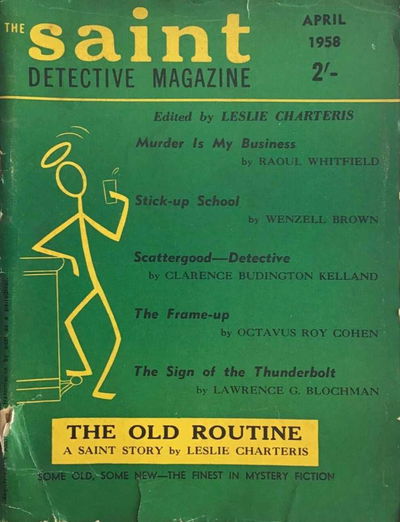 THE saint
DETECTIVE MAGAZINE
APRIL
1958
2/-
Edited by LESLIE CHARTERIS
Murder Is My Business
by RAOUL WHITFIELD
Stick-up School
by WENZELL BROWN
Scattergood—Detective
by CLARENCE BUDINGTON KELLAND
The Frame-up
by OCTAVUS ROY COHEN
The Sign of the Thunderbolt
by LAWRENCE G. BLOCHMAN
THE OLD ROUTINE
A SAINT STORY by LESLIE CHARTERIS
SOME OLD, SOME NEW—THE FINEST IN MYSTERY FICTION